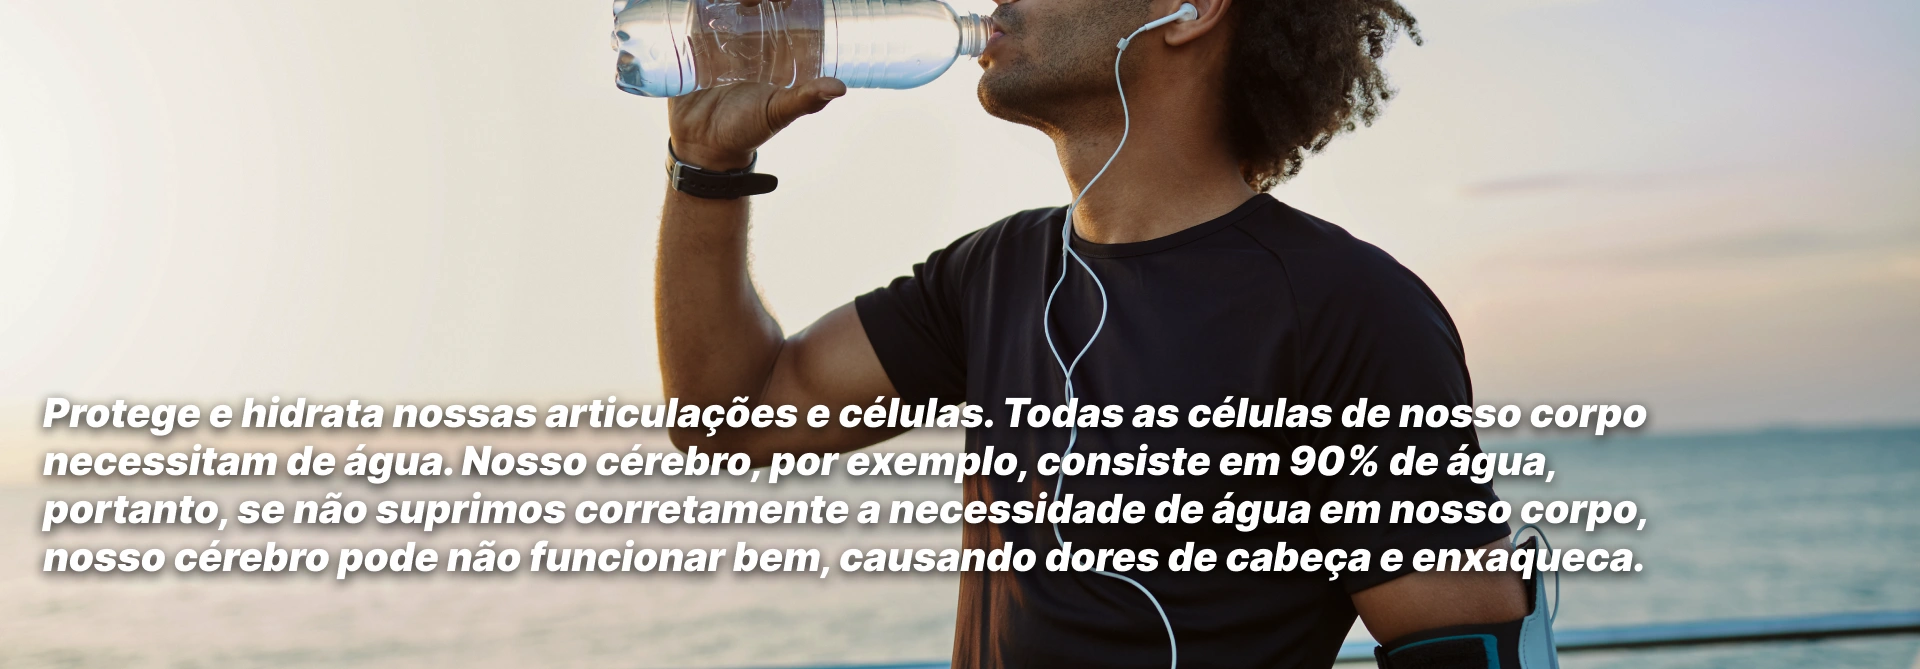 Protege e hidrata nossas articulações e células. Todas as células de nosso corpo
necessitam de água. Nosso cérebro, por exemplo, consiste em 90% de água,
portanto, se não suprimos corretamente a necessidade de água em nosso corpo,
nosso cérebro pode não funcionar bem, causando dores de cabeça e enxaqueca.